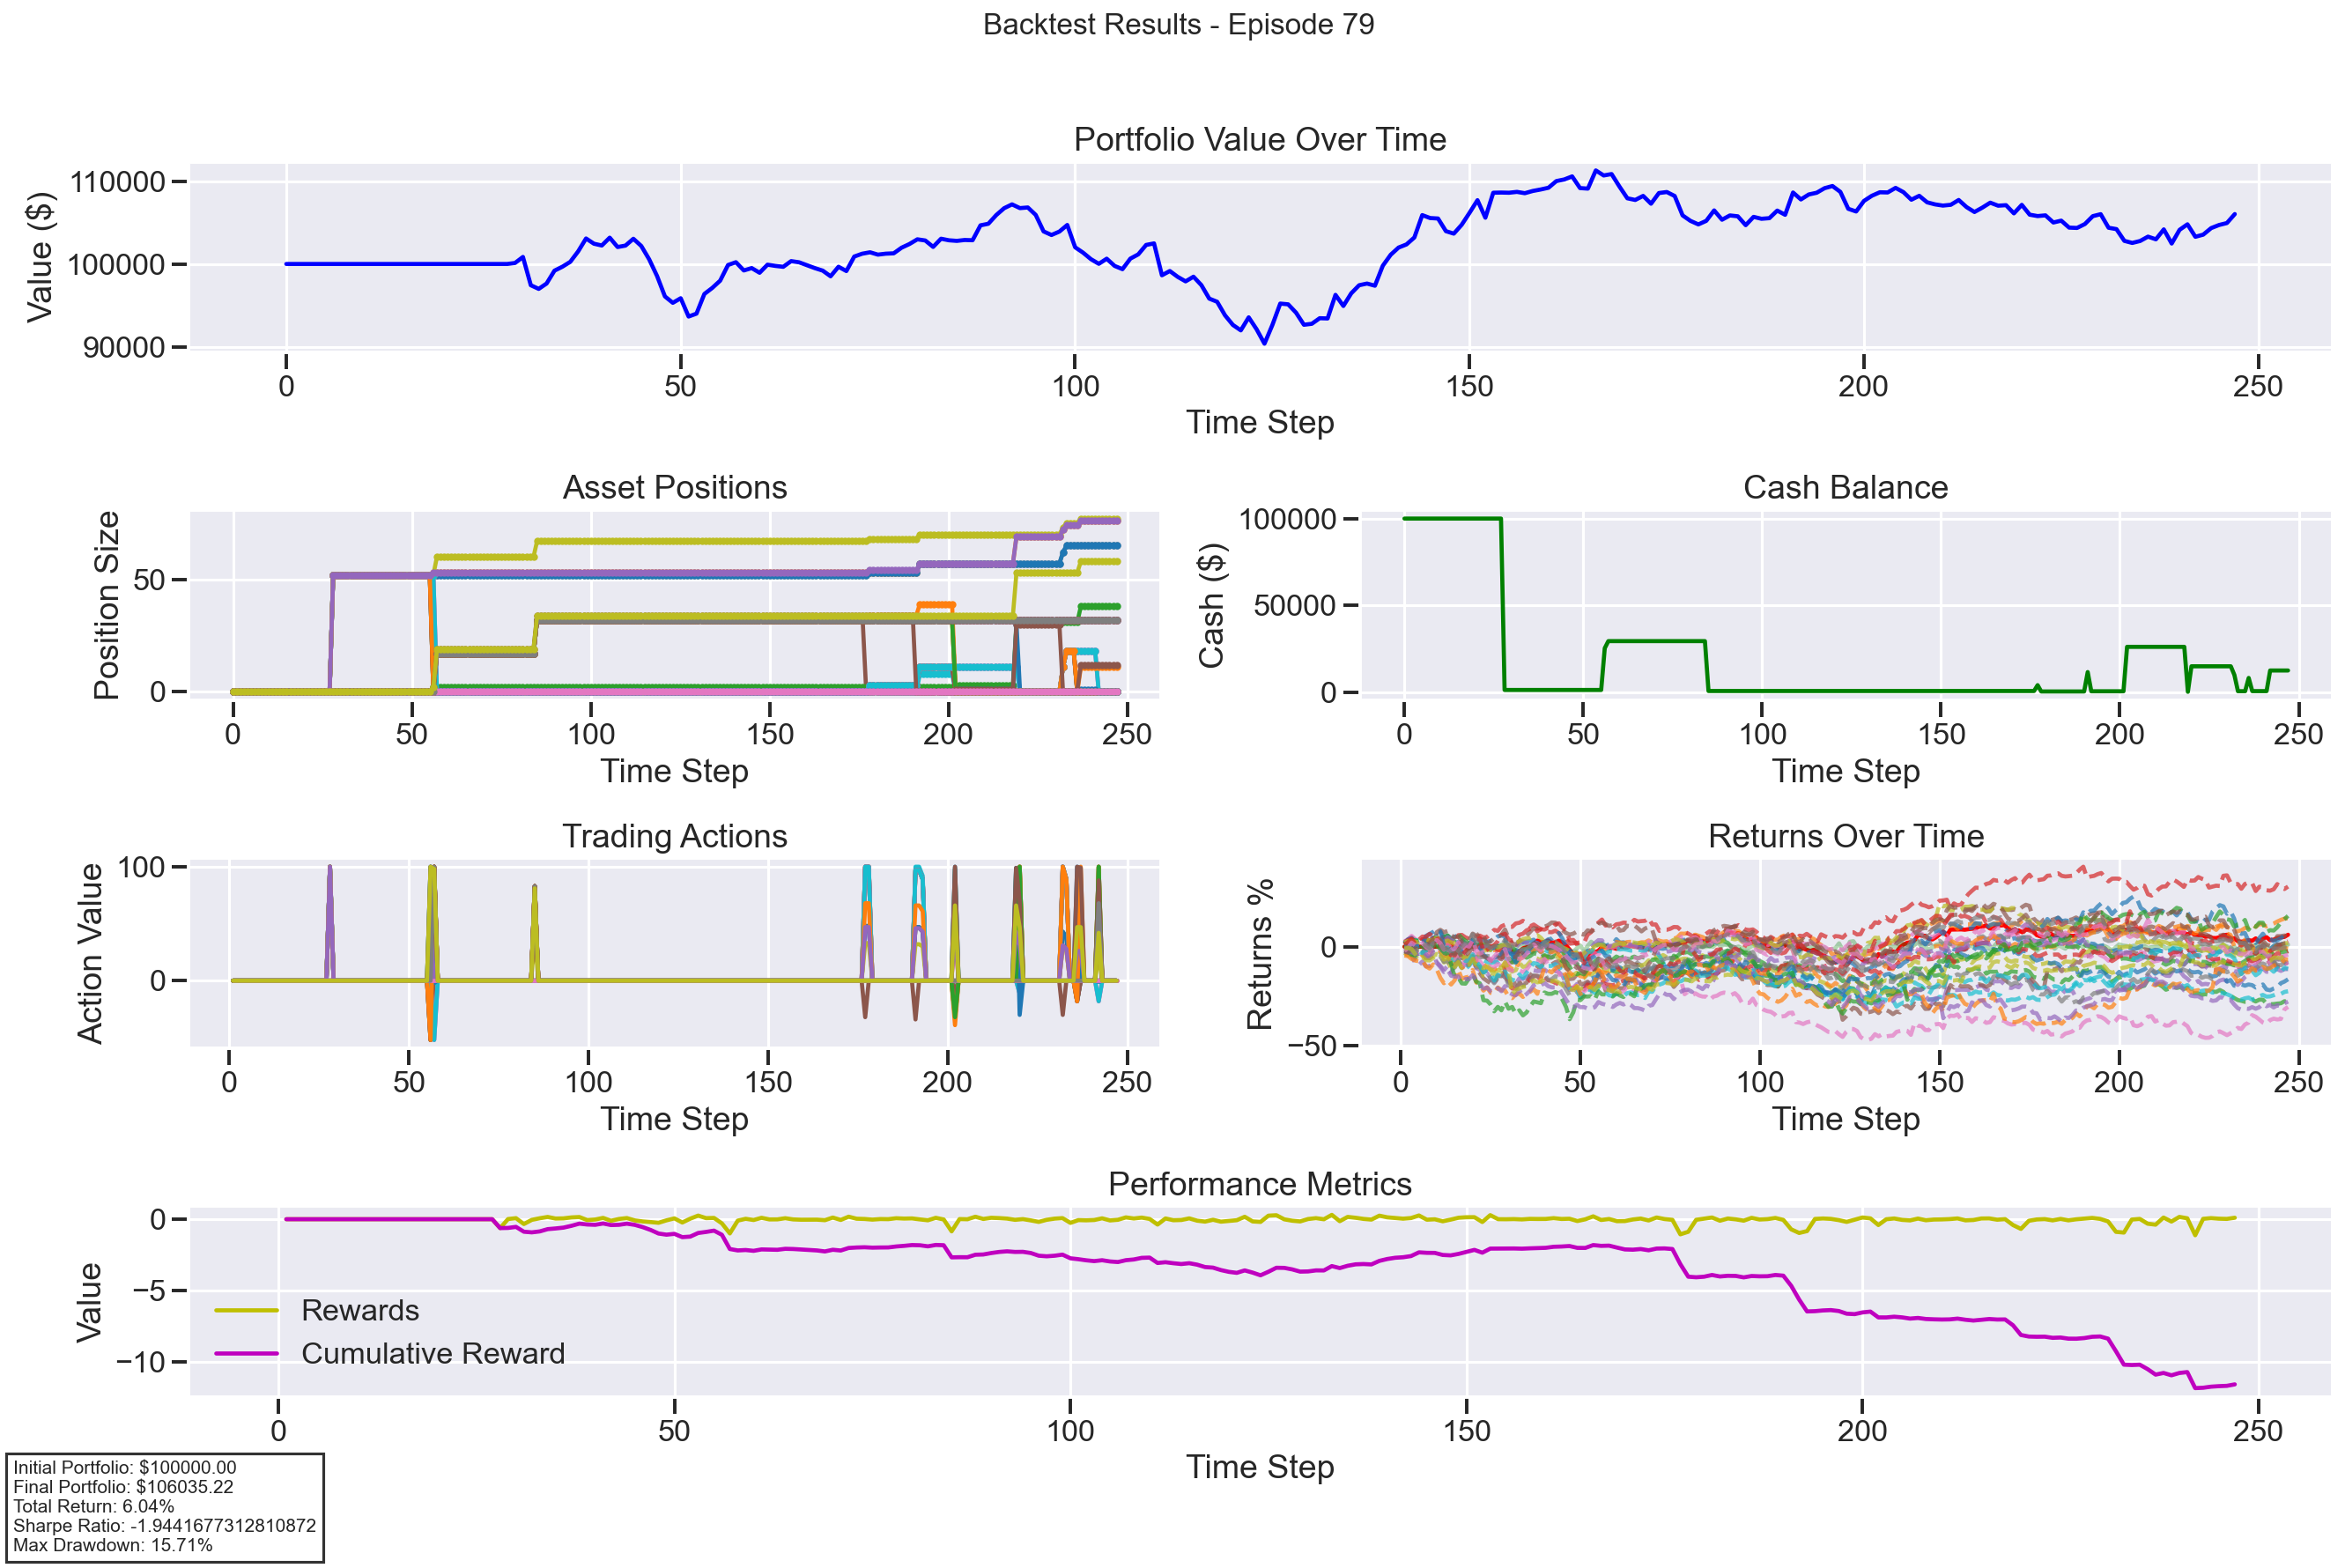 Backtest Results - Episode 79
Portfolio Value Over Time
Value ($)
110000
100000
90000
0 50 100 150 200 250
Time Step
Asset Positions
Position Size
50
0
0 50 100 150 200 250
Time Step
Cash Balance
Cash ($)
100000
50000
0
0 50 100 150 200 250
Time Step
Trading Actions
Action Value
100
0
0 50 100 150 200 250
Time Step
Returns Over Time
Returns %
0
−50
0 50 100 150 200 250
Time Step
Performance Metrics
Value
0
−5
−10
Rewards
Cumulative Reward
0 50 100 150 200 250
Time Step
Initial Portfolio: $100000.00
Final Portfolio: $106035.22
Total Return: 6.04%
Sharpe Ratio: -1.9441677312810872
Max Drawdown: 15.71%